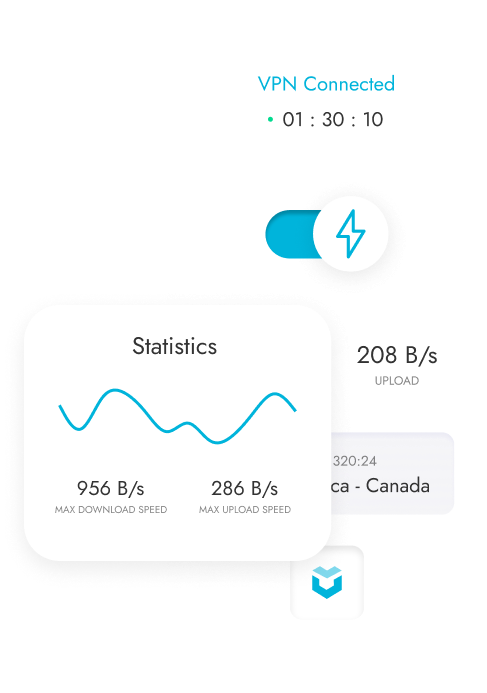 VPN Connected
01 : 30 : 10
Statistics
208 B/s
UPLOAD
320:24
ca - Canada
956 B/s
286 B/s
MAX DOWNLOAD SPEED
MAX UPLOAD SPEED